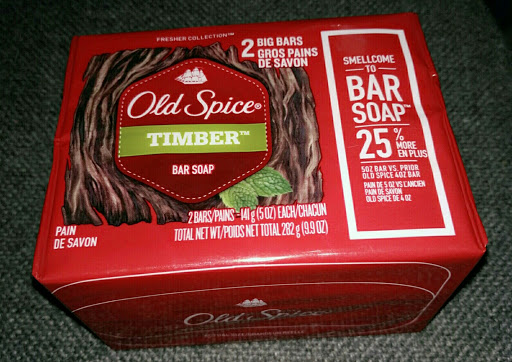 FRESHER COLLECTION™
2 BIG BARS
GROS PAINS
DE SAVON
Old Spice®
TIMBER™
BAR SOAP
2 BARS/PAINS – 141 g (5 OZ) EACH/CHACUN
TOTAL NET WT/POIDS NET TOTAL 282 g (9.9 OZ)
PAIN
DE SAVON
SMELLCOME
TO
BAR
SOAP™
25% MORE
EN PLUS
5OZ BAR VS. PRIOR
OLD SPICE 4OZ BAR
PAIN DE 5 OZ VS L'ANCIEN
PAIN DE SAVON
OLD SPICE DE 4 OZ
Old Spice